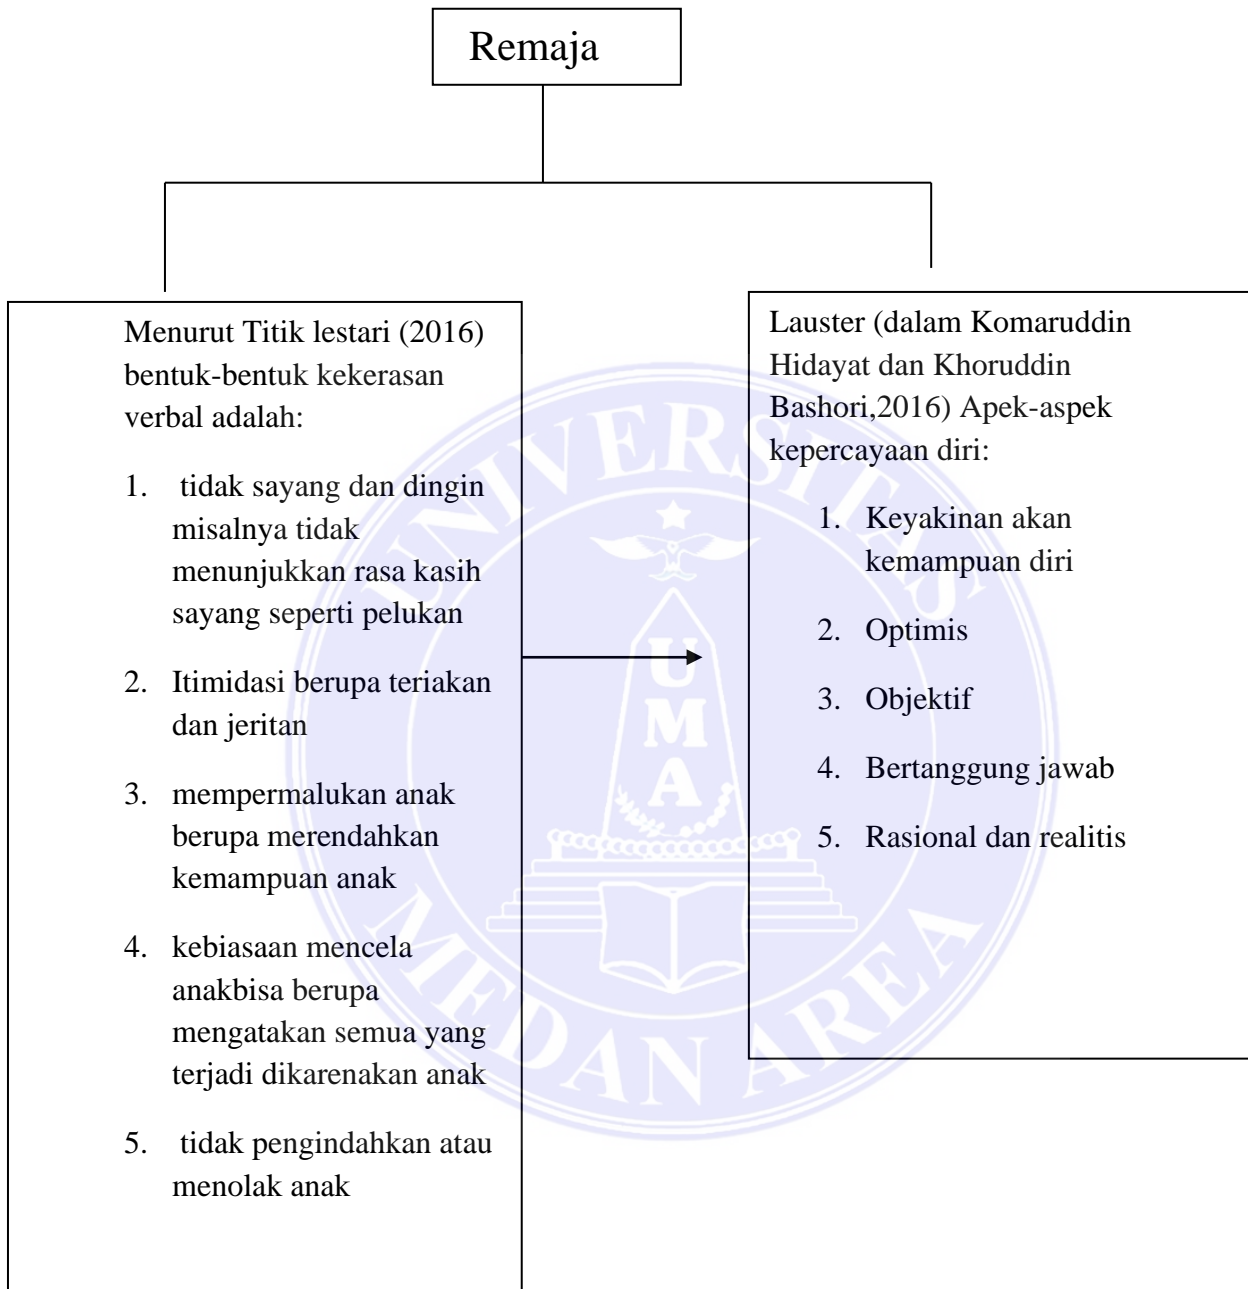 Remaja
Menurut Titik lestari (2016)
bentuk-bentuk kekerasan
verbal adalah:
1. tidak sayang dan dingin
misalnya tidak
menunjukkan rasa kasih
sayang seperti pelukan
2. Itimidasi berupa teriakan
dan jeritan
3. mempermalukan anak
berupa merendahkan
kemampuan anak
4. kebiasaan mencela
anakbisa berupa
mengatakan semua yang
terjadi dikarenakan anak
5. tidak pengindahkan atau
menolak anak
Lauster (dalam Komaruddin
Hidayat dan Khoruddin
Bashori,2016) Apek-aspek
kepercayaan diri:
1. Keyakinan akan
kemampuan diri
2. Optimis
3. Objektif
4. Bertanggung jawab
5. Rasional dan realitis
UNIVERSITAS
UMA
MEDAN AREA